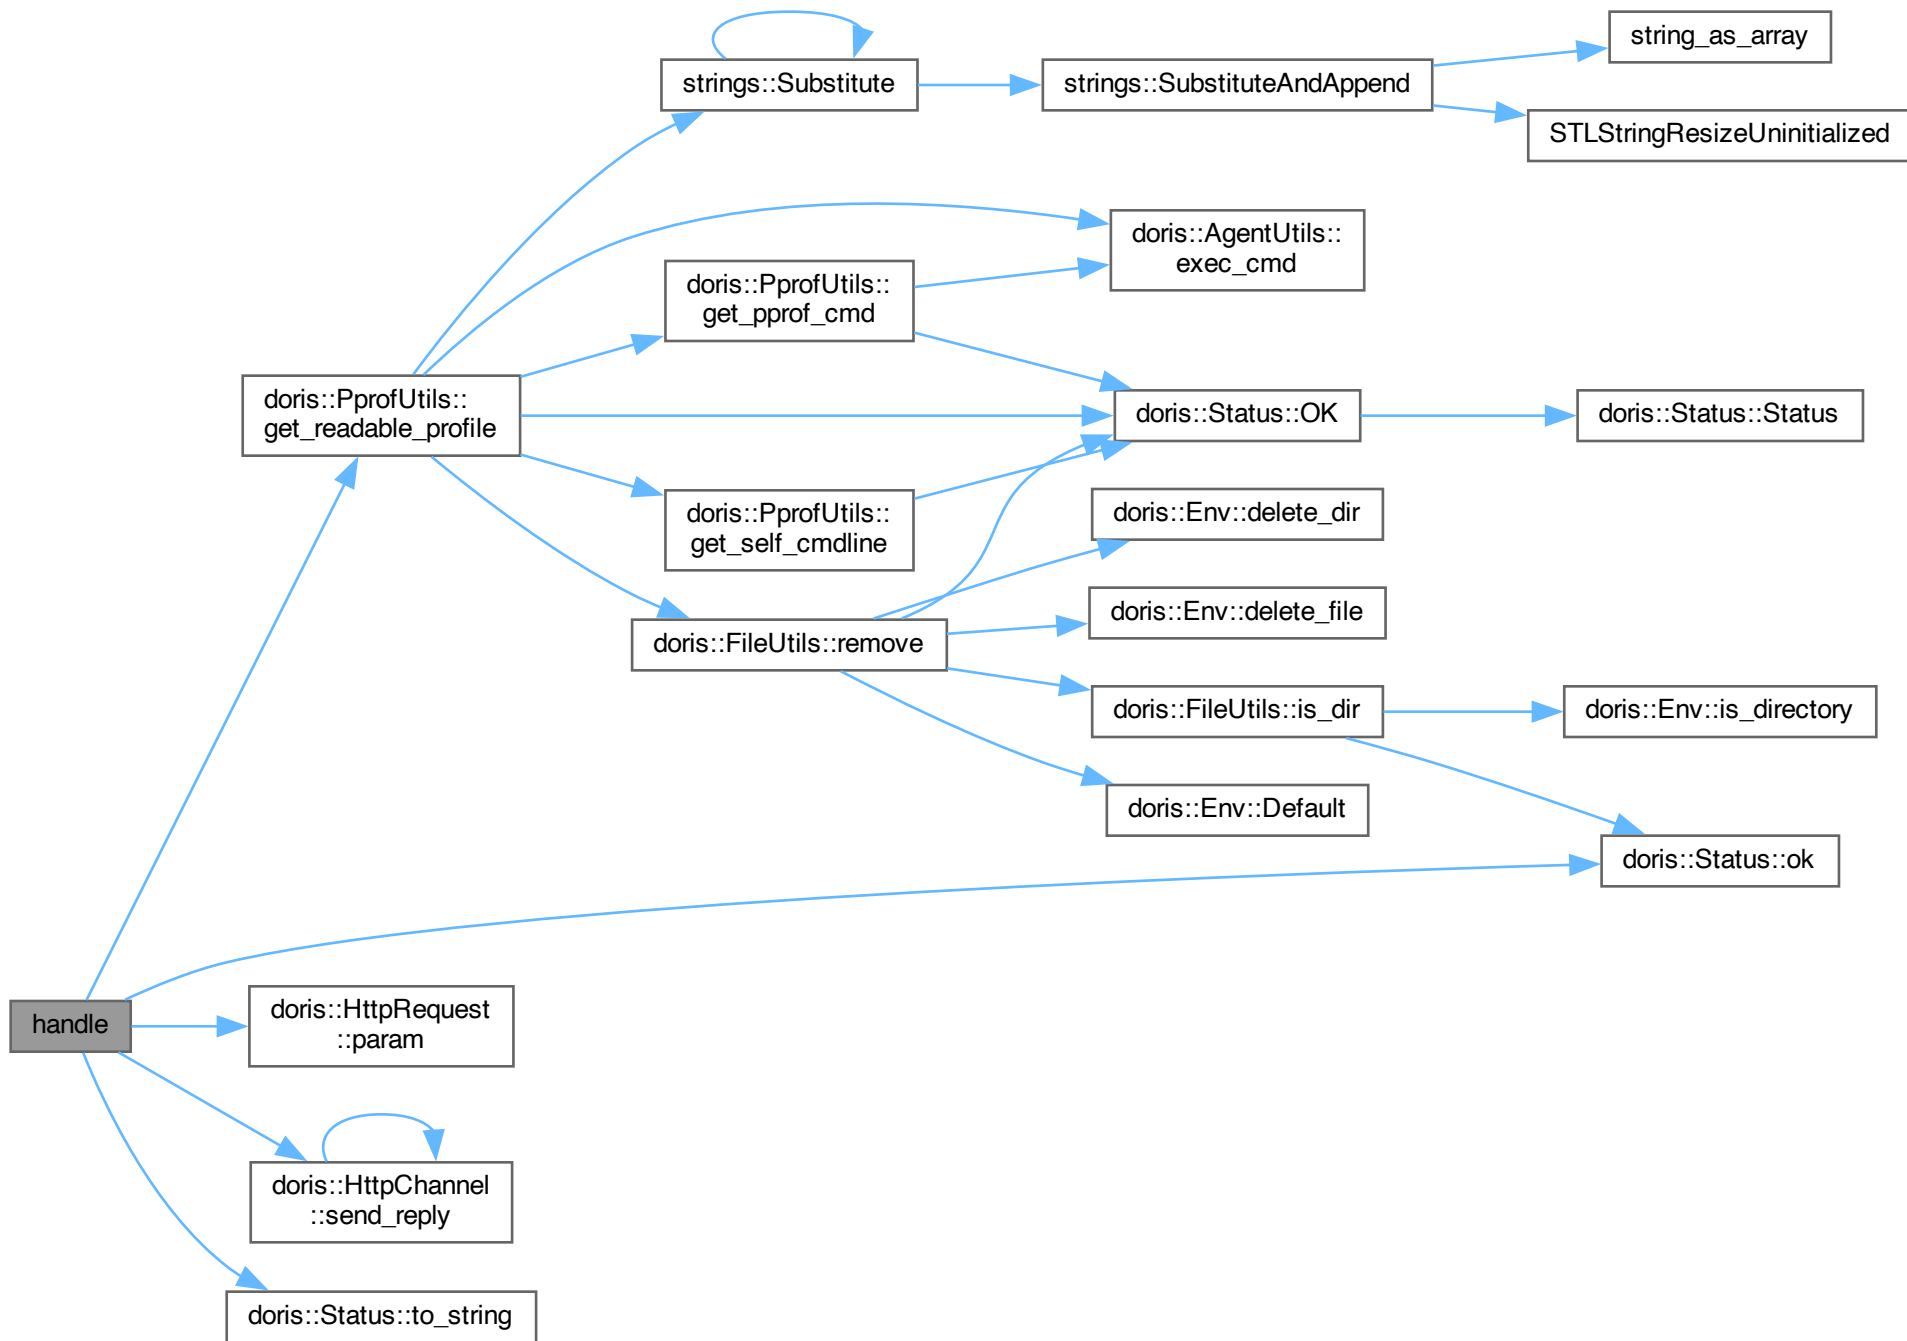 string_as_array
strings::Substitute
strings::SubstituteAndAppend
STLStringResizeUninitialized
doris::AgentUtils::
exec_cmd
doris::PprofUtils::
get_pprof_cmd
doris::PprofUtils::
get_readable_profile
doris::Status::OK
doris::Status::Status
doris::PprofUtils::
get_self_cmdline
doris::Env::delete_dir
doris::Env::delete_file
doris::FileUtils::remove
doris::FileUtils::is_dir
doris::Env::is_directory
doris::Env::Default
doris::Status::ok
handle
doris::HttpRequest
::param
doris::HttpChannel
::send_reply
doris::Status::to_string